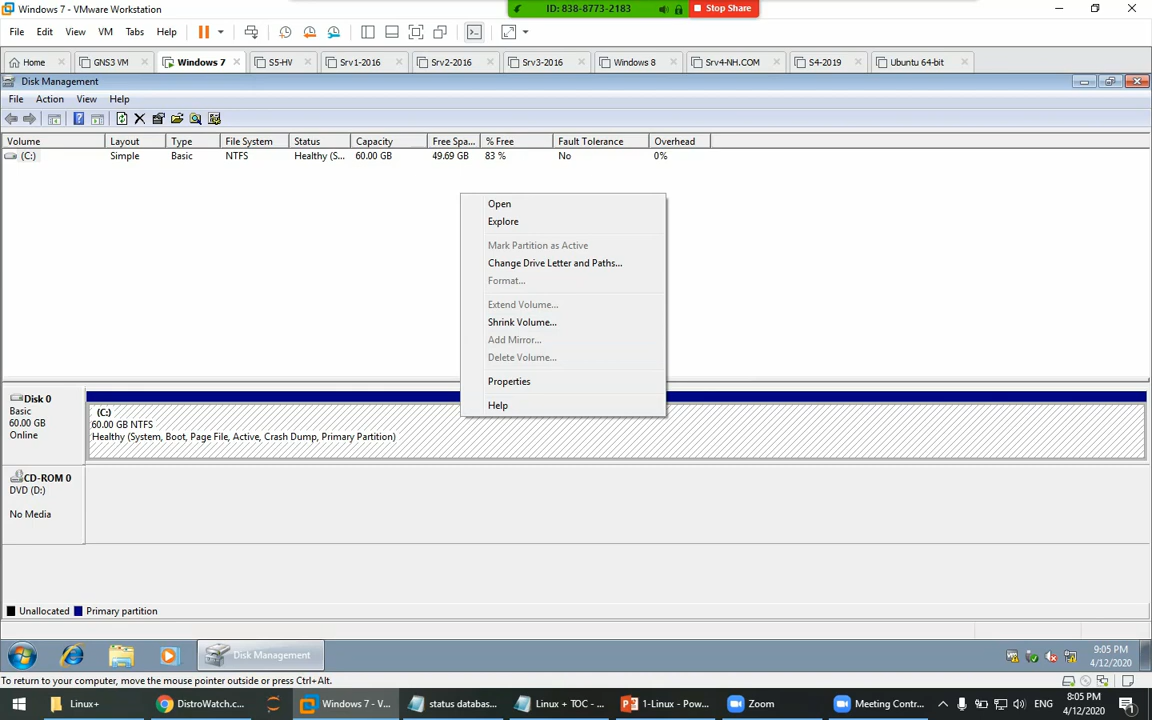 Windows 7 - VMware Workstation
ID: 838-8773-2183
Stop Share
File Edit View VM Tabs Help
Home GNS3 VM Windows 7 S5-HV Srv1-2016 Srv2-2016 Srv3-2016 Windows 8 Srv4-NH.COM S4-2019 Ubuntu 64-bit
Disk Management
File Action View Help
Volume Layout Type File System Status Capacity Free Spa... % Free Fault Tolerance Overhead
(C:) Simple Basic NTFS Healthy (S... 60.00 GB 49.69 GB 83 % No 0%
Open
Explore
Mark Partition as Active
Change Drive Letter and Paths...
Format...
Extend Volume...
Shrink Volume...
Add Mirror...
Delete Volume...
Properties
Help
Disk 0
Basic
60.00 GB
Online
(C:)
60.00 GB NTFS
Healthy (System, Boot, Page File, Active, Crash Dump, Primary Partition)
CD-ROM 0
DVD (D:)
No Media
Unallocated Primary partition
Disk Management
9:05 PM
4/12/2020
To return to your computer, move the mouse pointer outside or press Ctrl+Alt.
Linux+ DistroWatch.c... Windows 7 - V... status databas... Linux + TOC - ... 1-Linux - Powe... Zoom Meeting Contr... ENG
8:05 PM
4/12/2020